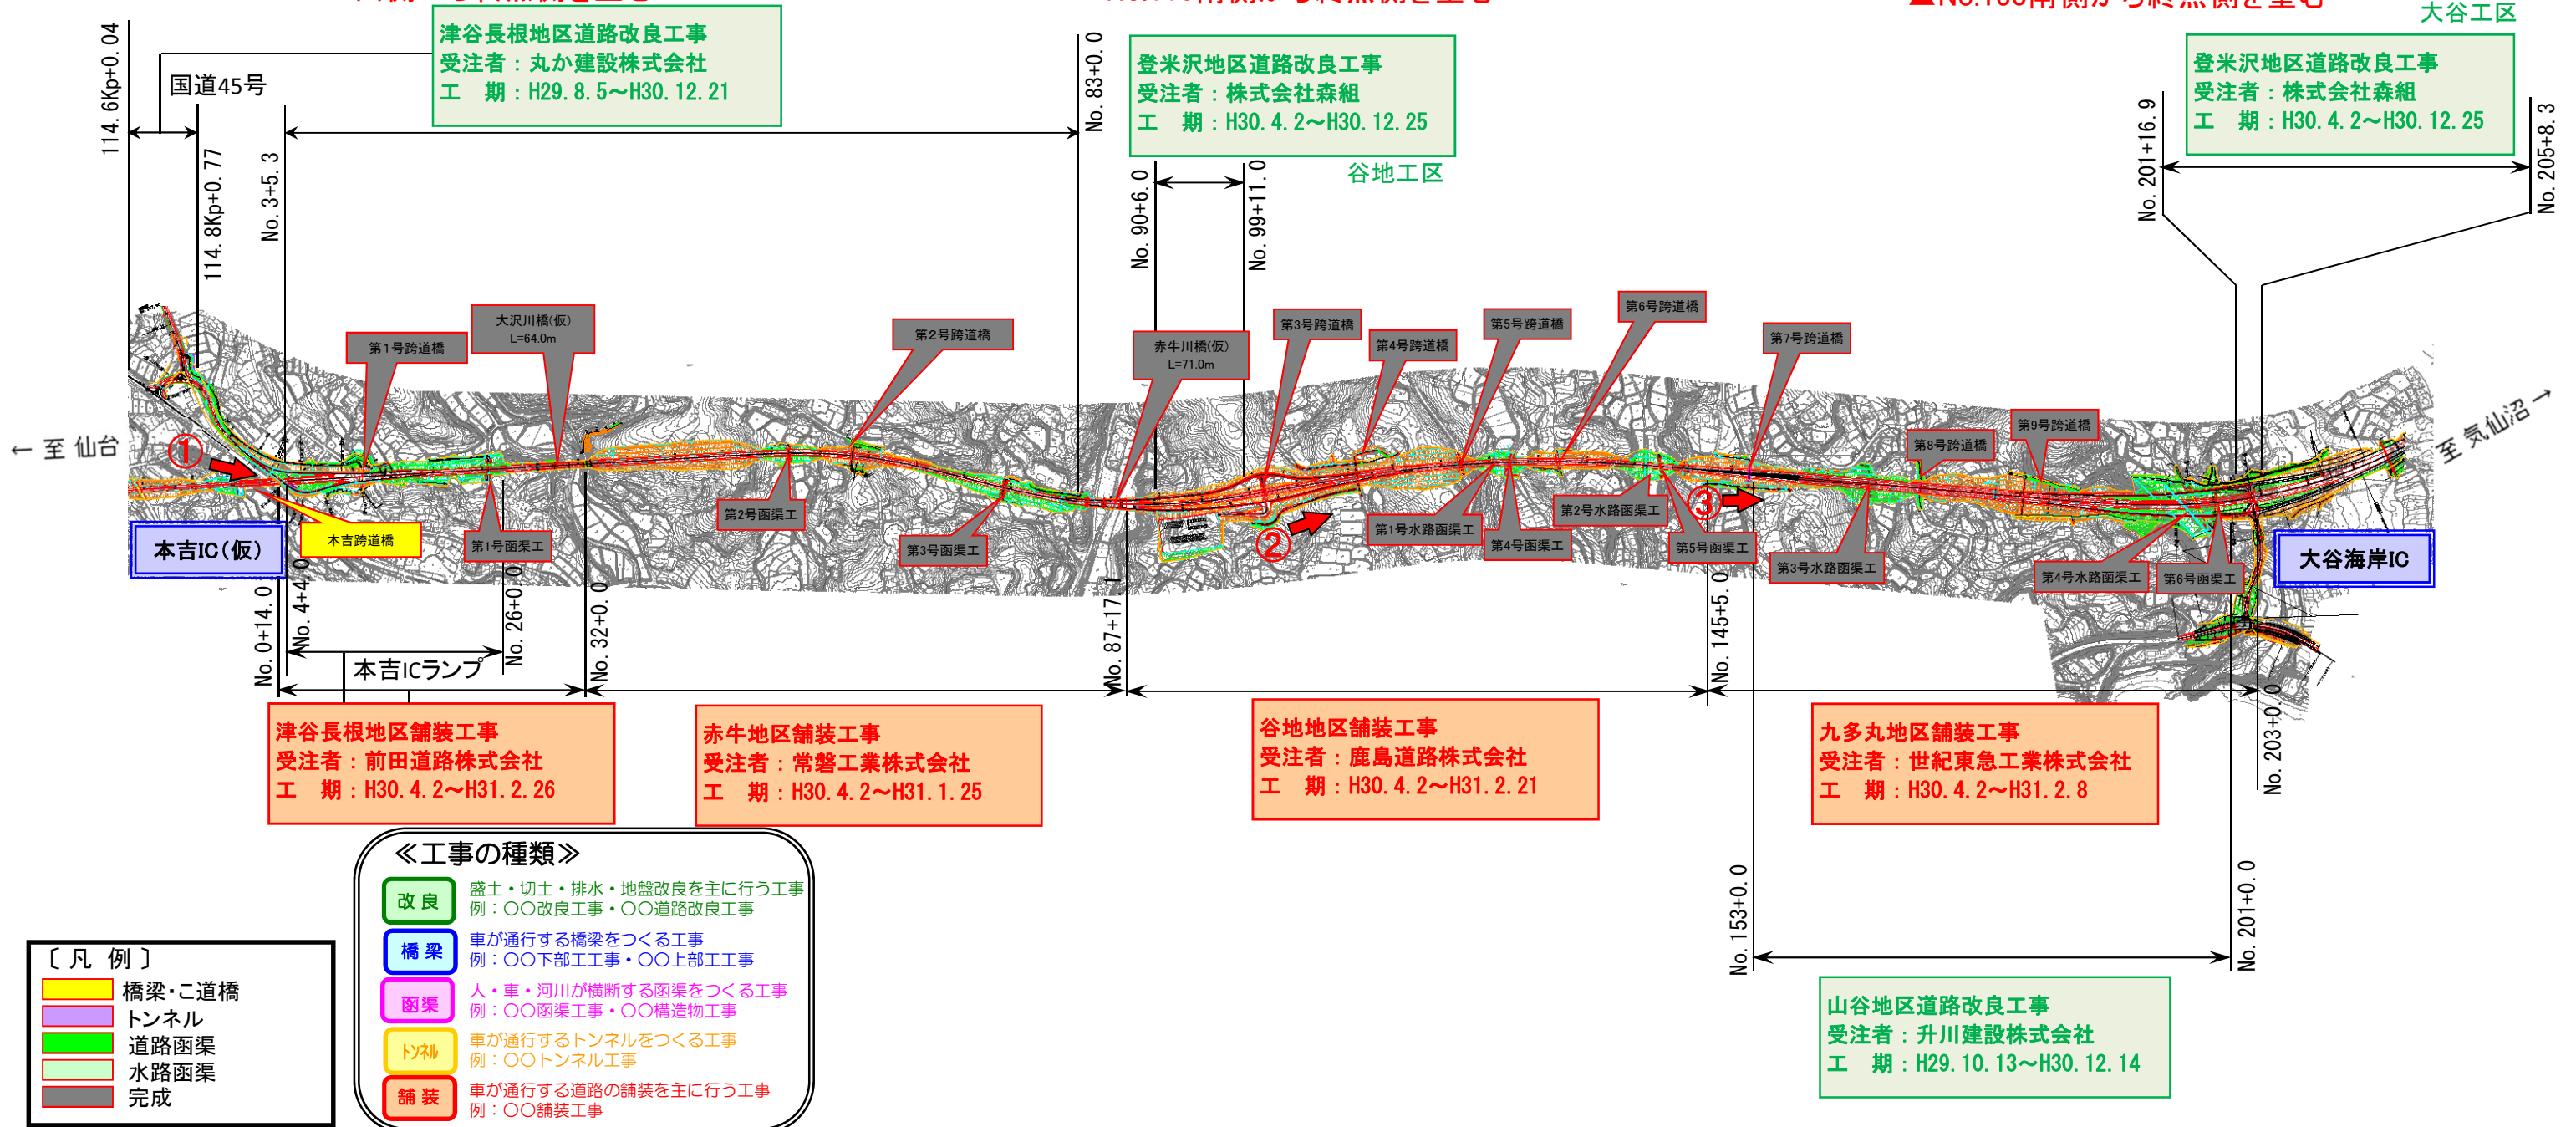 大谷工区
津谷長根地区道路改良工事
受注者：丸か建設株式会社
工　期：H29.8.5～H30.12.21
登米沢地区道路改良工事
受注者：株式会社森組
工　期：H30.4.2～H30.12.25
谷地工区
登米沢地区道路改良工事
受注者：株式会社森組
工　期：H30.4.2～H30.12.25
114.6Kp+0.04
国道45号
114.8Kp+0.77
No.3+5.3
No.83+0.0
No.90+6.0
No.99+11.0
No.201+16.9
No.205+8.3
第1号跨道橋
大沢川橋(仮)
L=64.0m
第2号跨道橋
赤牛川橋(仮)
L=71.0m
第3号跨道橋
第4号跨道橋
第5号跨道橋
第6号跨道橋
第7号跨道橋
第8号跨道橋
第9号跨道橋
← 至 仙台
至 気仙沼 →
①
②
③
本吉IC(仮)
本吉跨道橋
第1号函渠工
第2号函渠工
第3号函渠工
第1号水路函渠工
第4号函渠工
第2号水路函渠工
第5号函渠工
第3号水路函渠工
第4号水路函渠工
第6号函渠工
大谷海岸IC
No.0+14.0
No.4+4.0
本吉ICランプ
No.26+0.0
No.32+0.0
No.87+17.1
No.145+5.0
No.203+0.0
津谷長根地区舗装工事
受注者：前田道路株式会社
工　期：H30.4.2～H31.2.26
赤牛地区舗装工事
受注者：常磐工業株式会社
工　期：H30.4.2～H31.1.25
谷地地区舗装工事
受注者：鹿島道路株式会社
工　期：H30.4.2～H31.2.21
九多丸地区舗装工事
受注者：世紀東急工業株式会社
工　期：H30.4.2～H31.2.8
No.153+0.0
No.201+0.0
山谷地区道路改良工事
受注者：升川建設株式会社
工　期：H29.10.13～H30.12.14
≪工事の種類≫
改 良
盛土・切土・排水・地盤改良を主に行う工事
例：〇〇改良工事・〇〇道路改良工事
橋 梁
車が通行する橋梁をつくる工事
例：〇〇下部工工事・〇〇上部工工事
函渠
人・車・河川が横断する函渠をつくる工事
例：〇〇函渠工事・〇〇構造物工事
トンネル
車が通行するトンネルをつくる工事
例：〇〇トンネル工事
舗 装
車が通行する道路の舗装を主に行う工事
例：〇〇舗装工事
〔 凡 例 〕
橋梁・こ道橋
トンネル
道路函渠
水路函渠
完成